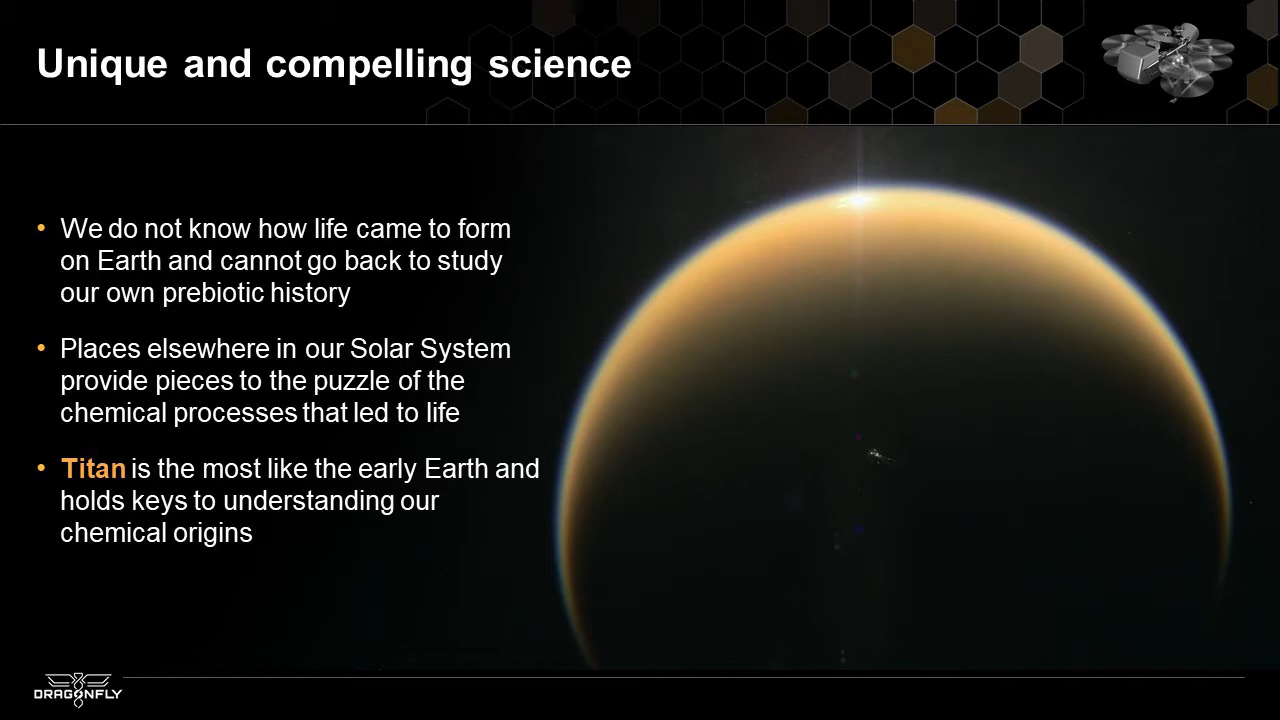 Unique and compelling science
• We do not know how life came to form
on Earth and cannot go back to study
our own prebiotic history
• Places elsewhere in our Solar System
provide pieces to the puzzle of the
chemical processes that led to life
• Titan is the most like the early Earth and
holds keys to understanding our
chemical origins
DRAGONFLY